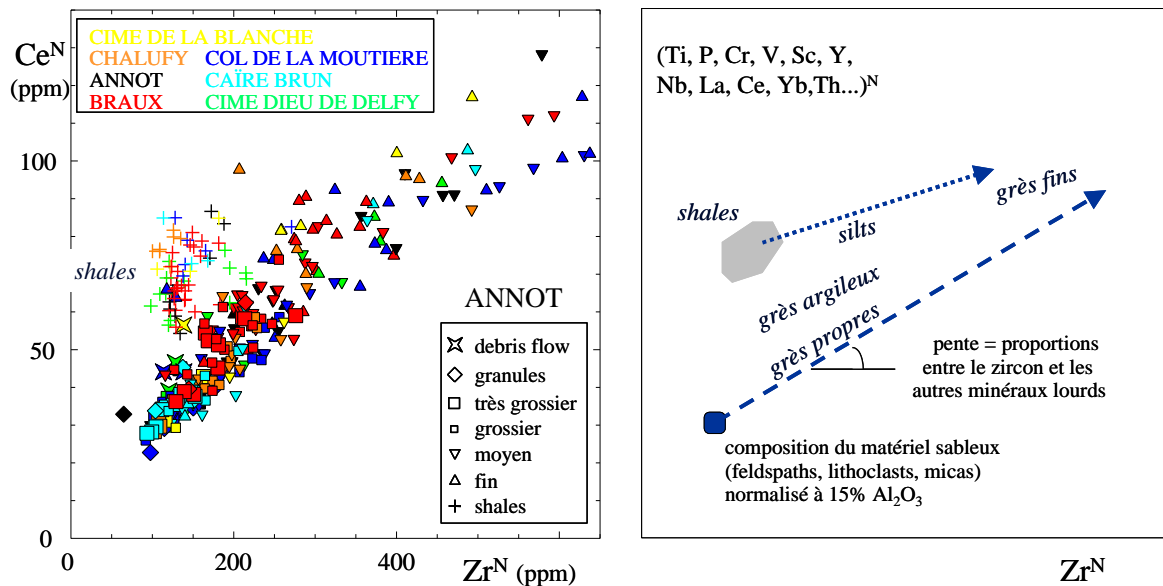 CIME DE LA BLANCHE
CHALUFY COL DE LA MOUTIERE
ANNOT CAÏRE BRUN
BRAUX CIME DIEU DE DELFY
Ce^N
(ppm)
100
50
0
shales
ANNOT
debris flow
granules
très grossier
grossier
moyen
fin
shales
0 200 400
Zr^N (ppm)
(Ti, P, Cr, V, Sc, Y,
Nb, La, Ce, Yb,Th...)^N
shales
silts
grès fins
grès argileux
grès propres
pente = proportions
entre le zircon et les
autres minéraux lourds
composition du matériel sableux
(feldspaths, lithoclasts, micas)
normalisé à 15% Al₂O₃
Zr^N